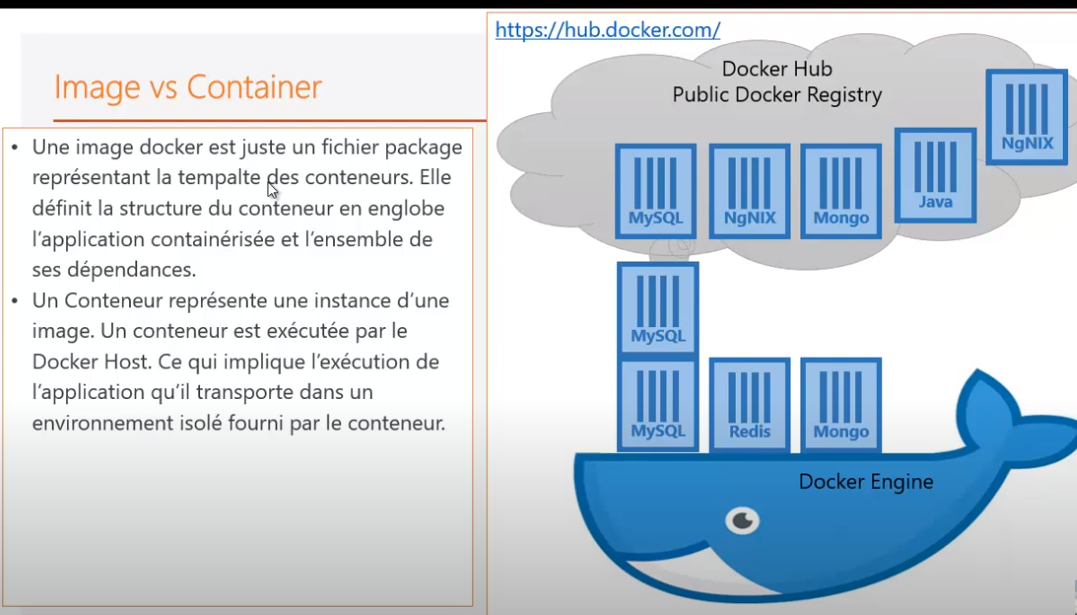 https://hub.docker.com/
Image vs Container
• Une image docker est juste un fichier package
représentant la tempalte des conteneurs. Elle
définit la structure du conteneur en englobe
l'application containérisée et l'ensemble de
ses dépendances.
• Un Conteneur représente une instance d'une
image. Un conteneur est exécutée par le
Docker Host. Ce qui implique l'exécution de
l'application qu'il transporte dans un
environnement isolé fourni par le conteneur.
Docker Hub
Public Docker Registry
MySQL
NgNIX
Mongo
Java
NgNIX
MySQL
MySQL
Redis
Mongo
Docker Engine